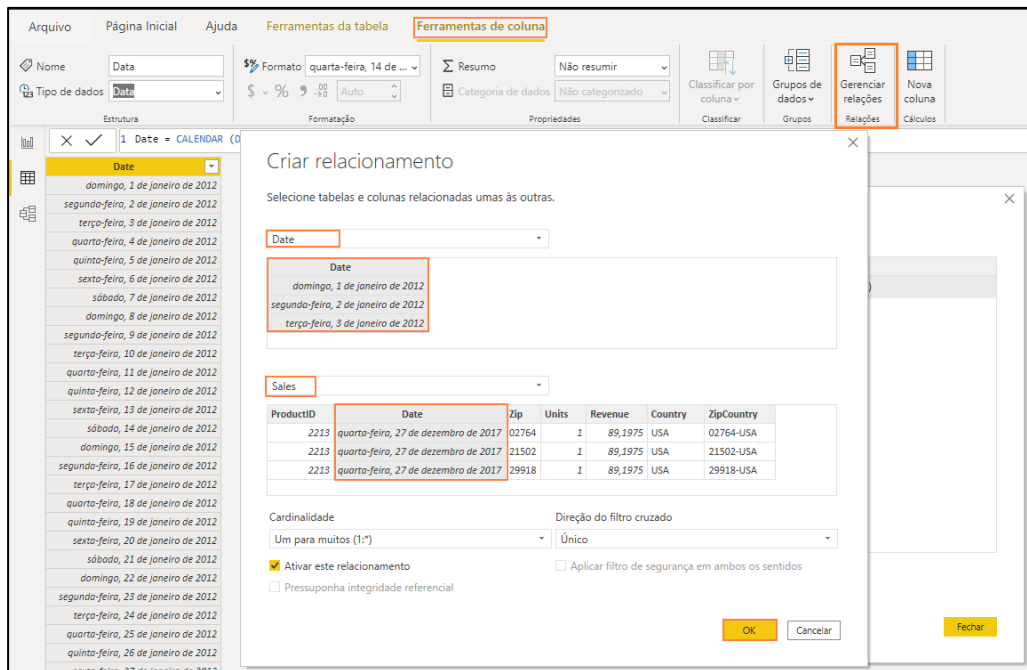 Arquivo Página Inicial Ajuda Ferramentas da tabela Ferramentas de coluna
Nome Data
Tipo de dados Data
Estrutura
$% Formato quarta-feira, 14 de ...
$ % 9 .00 Auto
Formatação
Σ Resumo Não resumir
Categoria de dados Não categorizado
Propriedades
Classificar por
coluna
Classificar
Grupos de
dados
Grupos
Gerenciar
relações
Relações
Nova
coluna
Cálculos
1 Date = CALENDAR (D
Date
domingo, 1 de janeiro de 2012
segunda-feira, 2 de janeiro de 2012
terça-feira, 3 de janeiro de 2012
quarta-feira, 4 de janeiro de 2012
quinta-feira, 5 de janeiro de 2012
sexta-feira, 6 de janeiro de 2012
sábado, 7 de janeiro de 2012
domingo, 8 de janeiro de 2012
segunda-feira, 9 de janeiro de 2012
terça-feira, 10 de janeiro de 2012
quarta-feira, 11 de janeiro de 2012
quinta-feira, 12 de janeiro de 2012
sexta-feira, 13 de janeiro de 2012
sábado, 14 de janeiro de 2012
domingo, 15 de janeiro de 2012
segunda-feira, 16 de janeiro de 2012
terça-feira, 17 de janeiro de 2012
quarta-feira, 18 de janeiro de 2012
quinta-feira, 19 de janeiro de 2012
sexta-feira, 20 de janeiro de 2012
sábado, 21 de janeiro de 2012
domingo, 22 de janeiro de 2012
segunda-feira, 23 de janeiro de 2012
terça-feira, 24 de janeiro de 2012
quarta-feira, 25 de janeiro de 2012
quinta-feira, 26 de janeiro de 2012
Criar relacionamento
Selecione tabelas e colunas relacionadas umas às outras.
Date
Date
domingo, 1 de janeiro de 2012
segunda-feira, 2 de janeiro de 2012
terça-feira, 3 de janeiro de 2012
Sales
ProductID Date Zip Units Revenue Country ZipCountry
2213 quarta-feira, 27 de dezembro de 2017 02764 1 89,1975 USA 02764-USA
2213 quarta-feira, 27 de dezembro de 2017 21502 1 89,1975 USA 21502-USA
2213 quarta-feira, 27 de dezembro de 2017 29918 1 89,1975 USA 29918-USA
Cardinalidade Direção do filtro cruzado
Um para muitos (1:*) Único
Ativar este relacionamento Aplicar filtro de segurança em ambos os sentidos
Pressuponha integridade referencial
OK Cancelar
)
Fechar